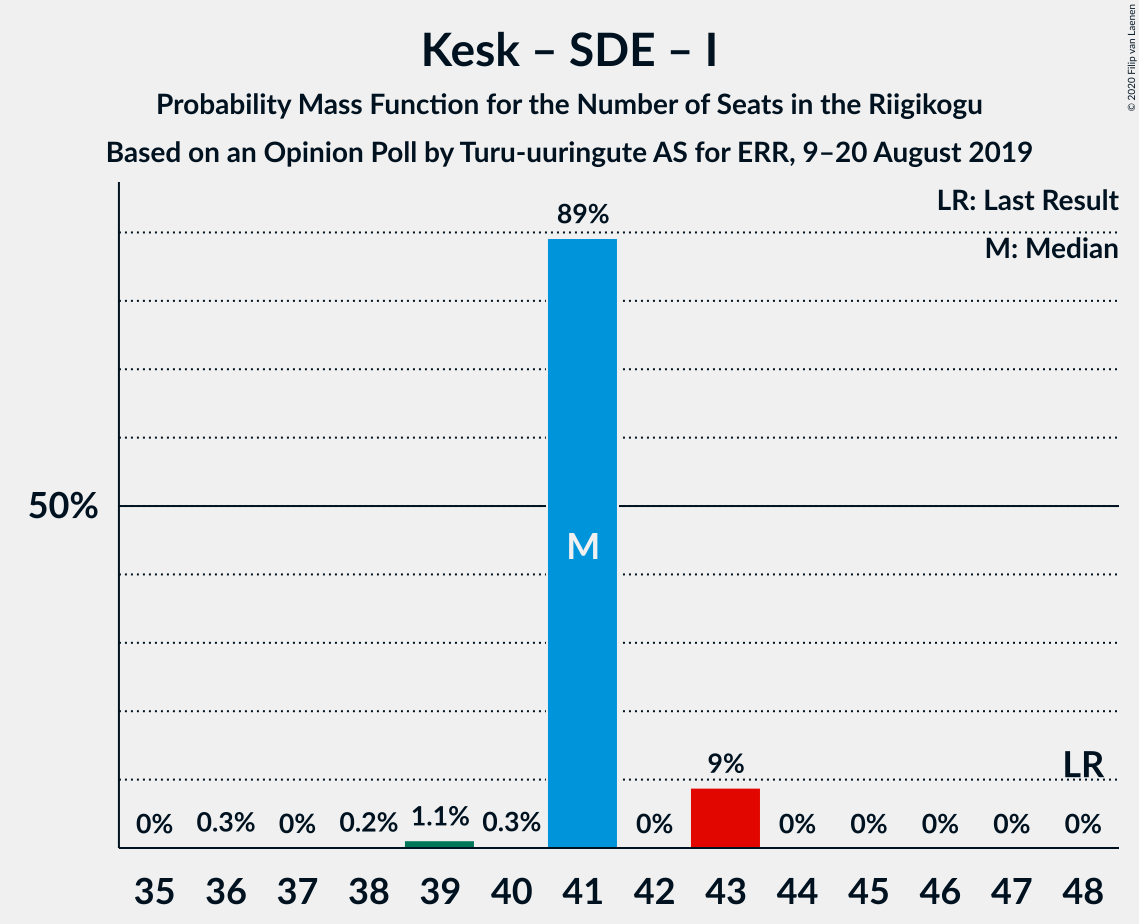 Kesk – SDE – I
Probability Mass Function for the Number of Seats in the Riigikogu
Based on an Opinion Poll by Turu-uuringute AS for ERR, 9–20 August 2019
© 2020 Filip van Laenen
LR: Last Result
M: Median
89%
50%
M
9%
LR
0% 0.3% 0% 0.2% 1.1% 0.3% 0% 0% 0% 0% 0% 0%
35 36 37 38 39 40 41 42 43 44 45 46 47 48